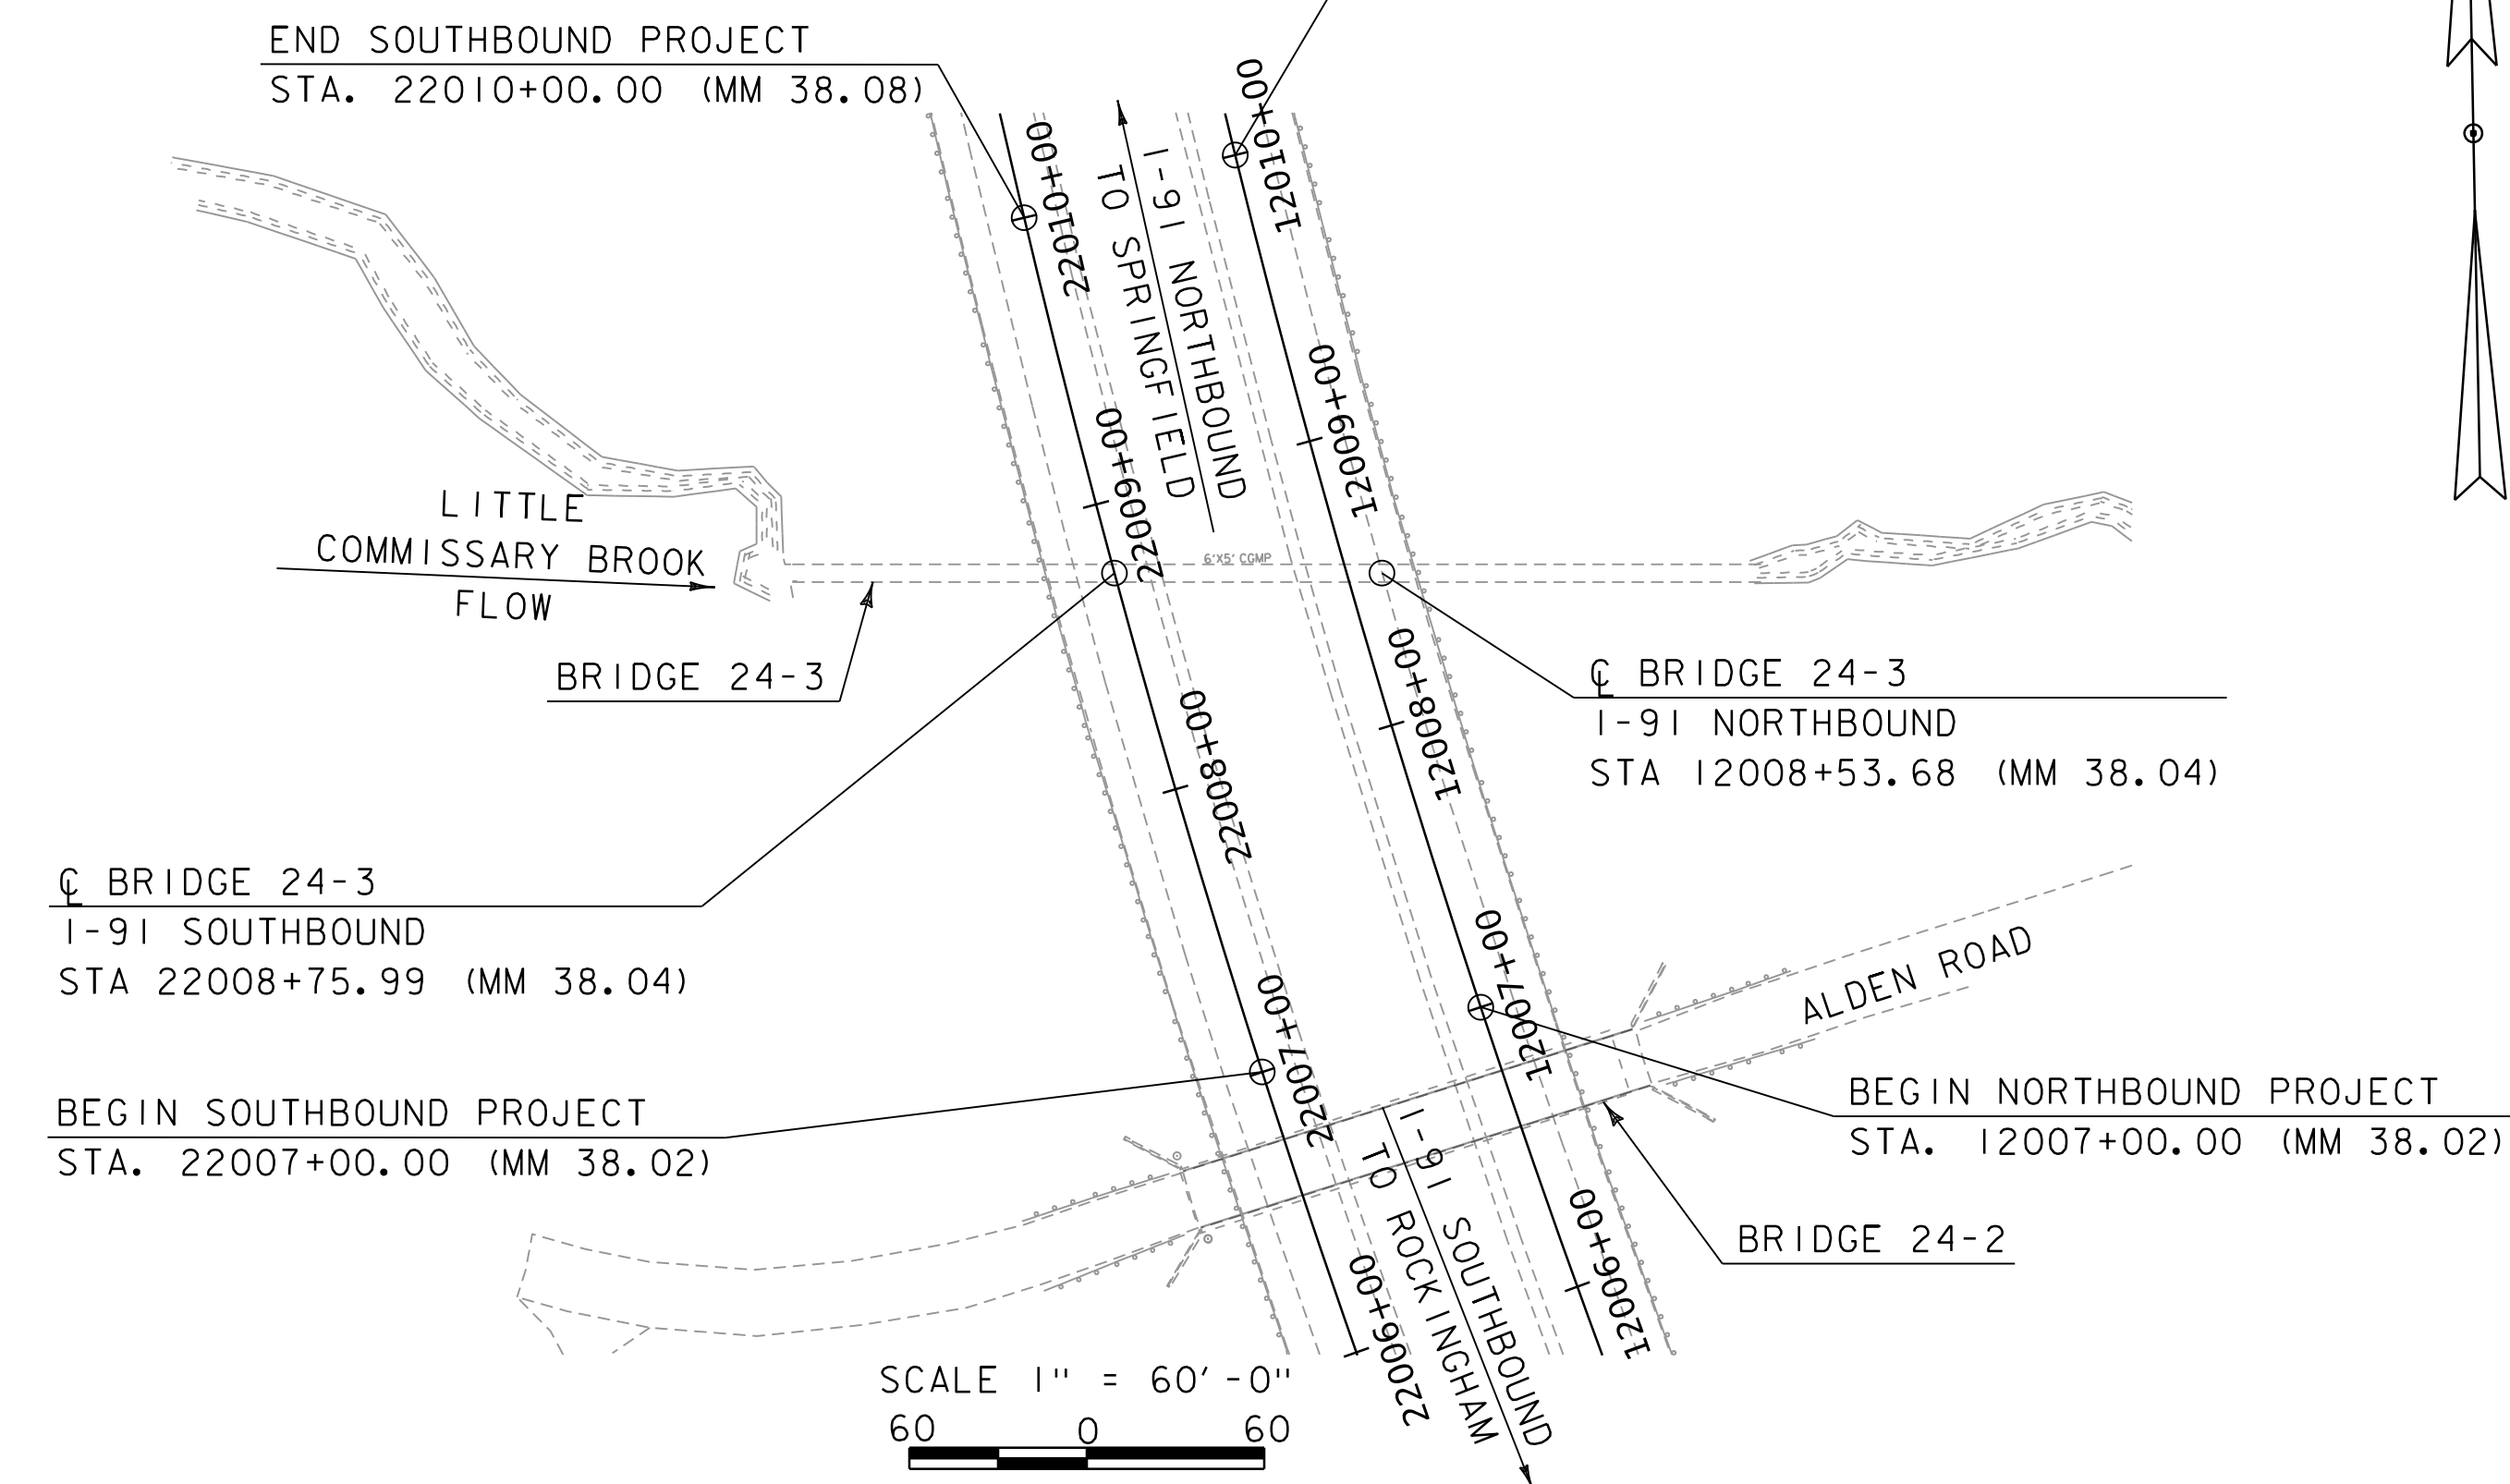 END SOUTHBOUND PROJECT
STA. 22010+00.00 (MM 38.08)
22010+00
22009+00
22008+00
22007+00
22006+00
I-91 NORTHBOUND
TO SPRINGFIELD
12010+00
12009+00
12008+00
12007+00
12006+00
LITTLE
COMMISSARY BROOK
FLOW
6'X5' CGMP
BRIDGE 24-3
℄ BRIDGE 24-3
I-91 NORTHBOUND
STA 12008+53.68 (MM 38.04)
℄ BRIDGE 24-3
I-91 SOUTHBOUND
STA 22008+75.99 (MM 38.04)
ALDEN ROAD
BEGIN SOUTHBOUND PROJECT
STA. 22007+00.00 (MM 38.02)
BEGIN NORTHBOUND PROJECT
STA. 12007+00.00 (MM 38.02)
I-91 SOUTHBOUND
TO ROCKINGHAM
BRIDGE 24-2
SCALE 1" = 60'-0"
60 0 60